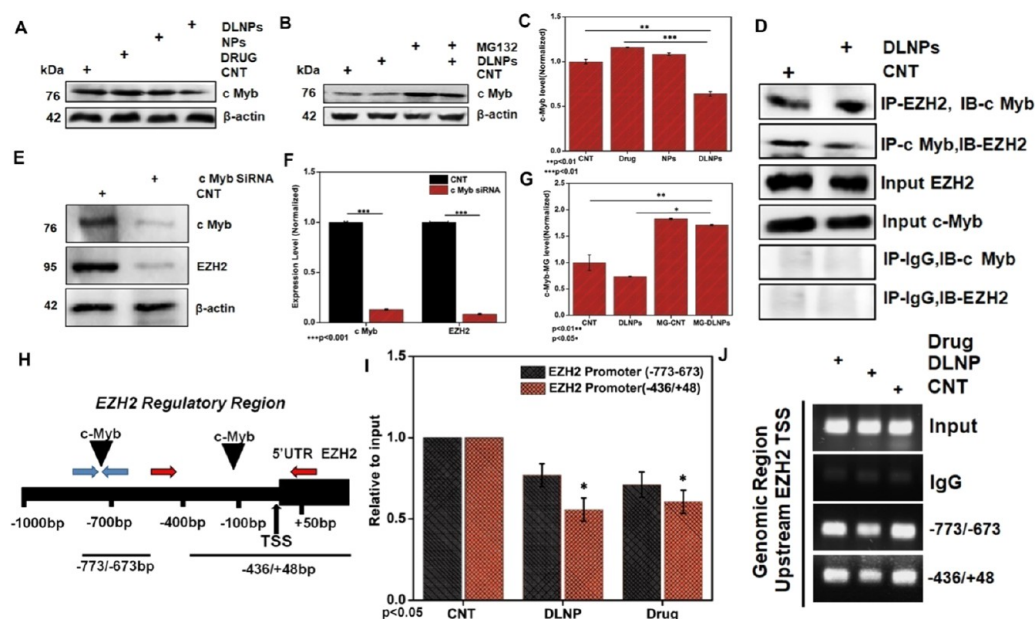 A
DLNPs
NPs
DRUG
CNT
kDa
76
c Myb
42
β-actin
B
MG132
DLNPs
CNT
kDa
76
c Myb
42
β-actin
C
c-Myb level(Normalized)
1.5
1.0
0.5
0.0
**
***
CNT Drug NPs DLNPs
**p<0.01
***p<0.01
D
DLNPs
CNT
IP-EZH2, IB-c Myb
IP-c Myb,IB-EZH2
Input EZH2
Input c-Myb
IP-IgG,IB-c Myb
IP-IgG,IB-EZH2
E
c Myb SiRNA
CNT
76
c Myb
95
EZH2
42
β-actin
F
CNT
c Myb siRNA
Expression Level (Normalized)
1.5
1.0
0.5
0.0
***
***
c Myb EZH2
***p<0.001
G
c-Myb-MG level(Normalized)
2.0
1.5
1.0
0.5
0.0
**
*
CNT DLNPs MG-CNT MG-DLNPs
p<0.01**
p<0.05*
H
EZH2 Regulatory Region
c-Myb c-Myb
5'UTR EZH2
-1000bp -700bp -400bp -100bp +50bp
TSS
-773/-673bp -436/+48bp
I
EZH2 Promoter (-773-673)
EZH2 Promoter(-436/+48)
Relative to input
1.5
1.0
0.5
0.0
*
*
CNT DLNP Drug
p<0.05
J
Drug
DLNP
CNT
Genomic Region
Upstream EZH2 TSS
Input
IgG
-773/-673
-436/+48